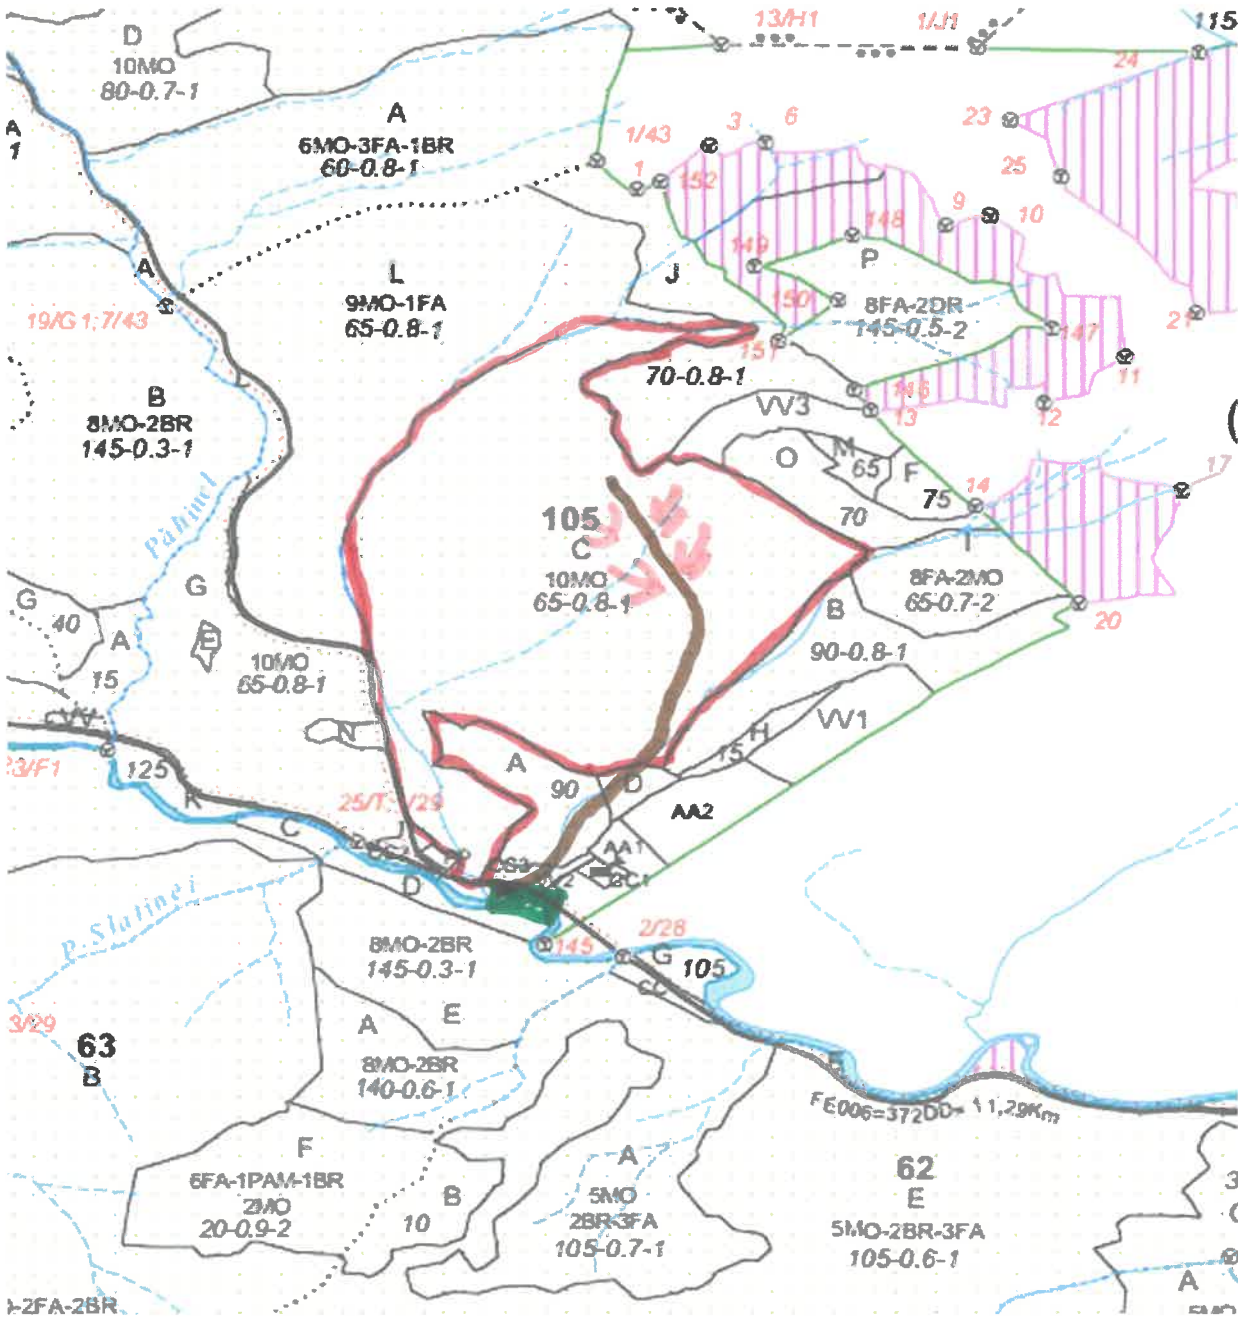 13/H1
1/J1
115
D
10MO
80-0.7-1
24
A
1
A
6MO-3FA-1BR
60-0.8-1
1/43
3
6
23
1
152
25
9
10
148
149
P
A
L
9MO-1FA
65-0.8-1
J
150
8FA-2DR
145-0.5-2
19/G1;7/43
147
21
151
11
70-0.8-1
146
B
8MO-2BR
145-0.3-1
VV3
13
12
O
M
65
F
75
14
17
Păhinel
105
C
10MO
65-0.8-1
70
I
8FA-2MO
65-0.7-2
G
40
A
15
G
E
10MO
65-0.8-1
B
90-0.8-1
20
N
H
VV1
15
125
K
A
90
D
AA2
C
AA1
D
2/28
145
8MO-2BR
145-0.3-1
G
105
CC
P. Slatinei
A
E
8MO-2BR
140-0.6-1
3/29
63
B
FE006=372DD= 11,29Km
F
6FA-1PAM-1BR
2MO
20-0.9-2
B
10
A
5MO
2BR-3FA
105-0.7-1
62
E
5MO-2BR-3FA
105-0.6-1
3
A
5MO
-2FA-2BR